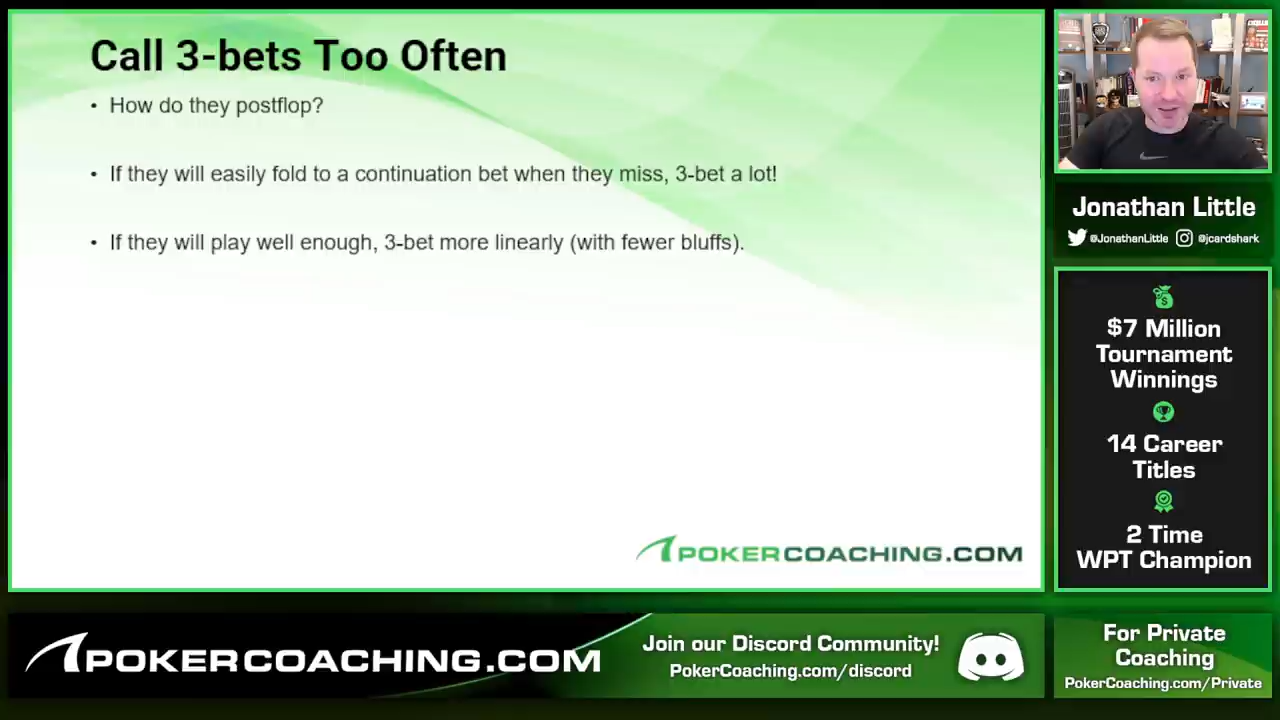 Call 3-bets Too Often
• How do they postflop?
• If they will easily fold to a continuation bet when they miss, 3-bet a lot!
• If they will play well enough, 3-bet more linearly (with fewer bluffs).
POKERCOACHING.COM
Jonathan Little
@JonathanLittle @jcardshark
$7 Million
Tournament
Winnings
14 Career
Titles
2 Time
WPT Champion
POKERCOACHING.COM
Join our Discord Community!
PokerCoaching.com/discord
For Private
Coaching
PokerCoaching.com/Private